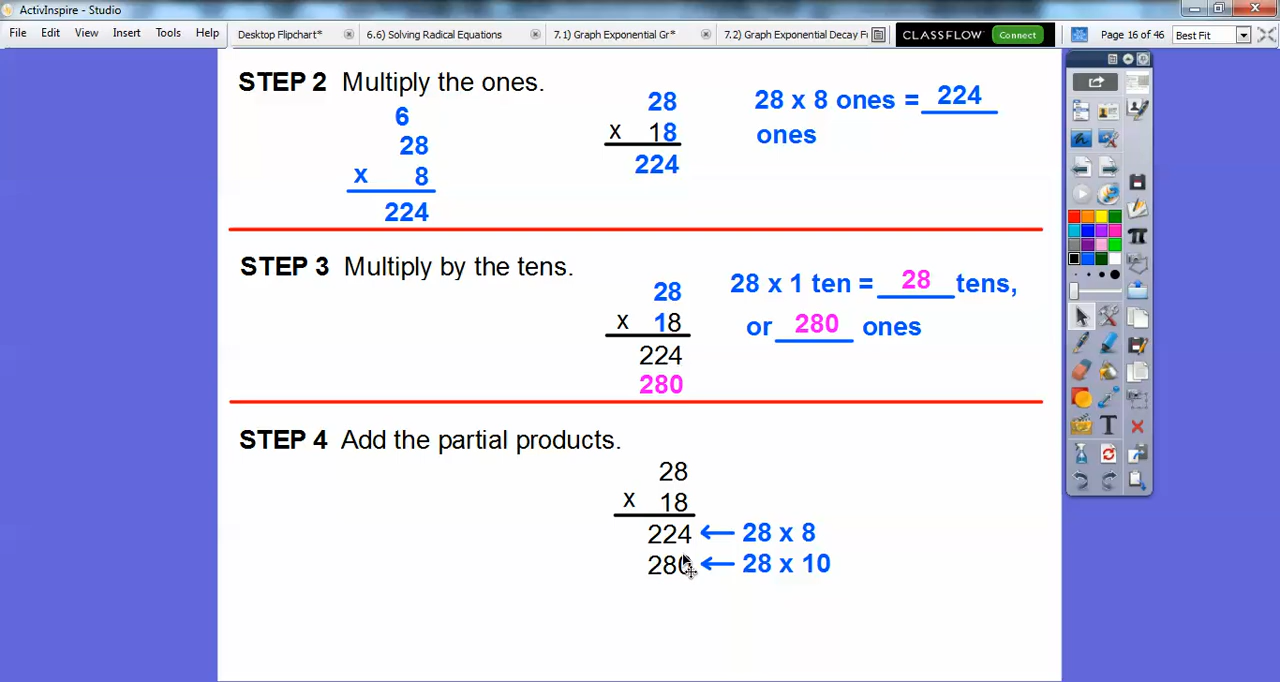 ActivInspire - Studio
File Edit View Insert Tools Help
Desktop Flipchart* 6.6) Solving Radical Equations 7.1) Graph Exponential Gr* 7.2) Graph Exponential Decay F
CLASSFLOW Connect
Page 16 of 46 Best Fit
STEP 2 Multiply the ones.
6
28
x 8
224
28
x 18
224
28 x 8 ones = 224
ones
STEP 3 Multiply by the tens.
28
x 18
224
280
28 x 1 ten = 28 tens,
or 280 ones
STEP 4 Add the partial products.
28
x 18
224 ← 28 x 8
280 ← 28 x 10